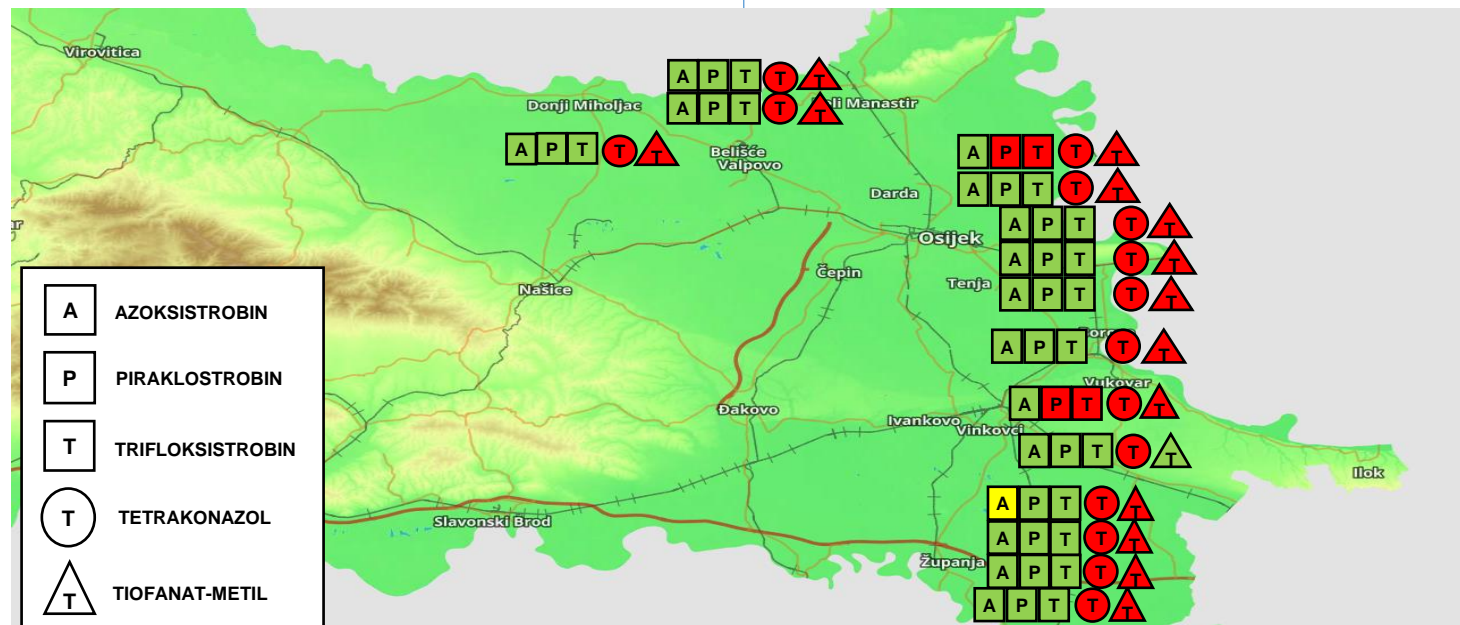 Virovitica
A P T T T
Donji Miholjac
A P T T T
A P T T T
Belišće
Valpovo
A P T T T
Darda
A P T T T
A P T T T
Osijek
A P T T T
Čepin
Tenja
Našice
A P T T T
A P T T T
Vukovar
A P T T T
Đakovo
Ivankovo
Vinkovci
A P T T T
Ilok
A P T T T
Slavonski Brod
A P T T T
Županja
A P T T T
A P T T T
A AZOKSISTROBIN
P PIRAKLOSTROBIN
T TRIFLOKSISTROBIN
T TETRAKONAZOL
T TIOFANAT-METIL